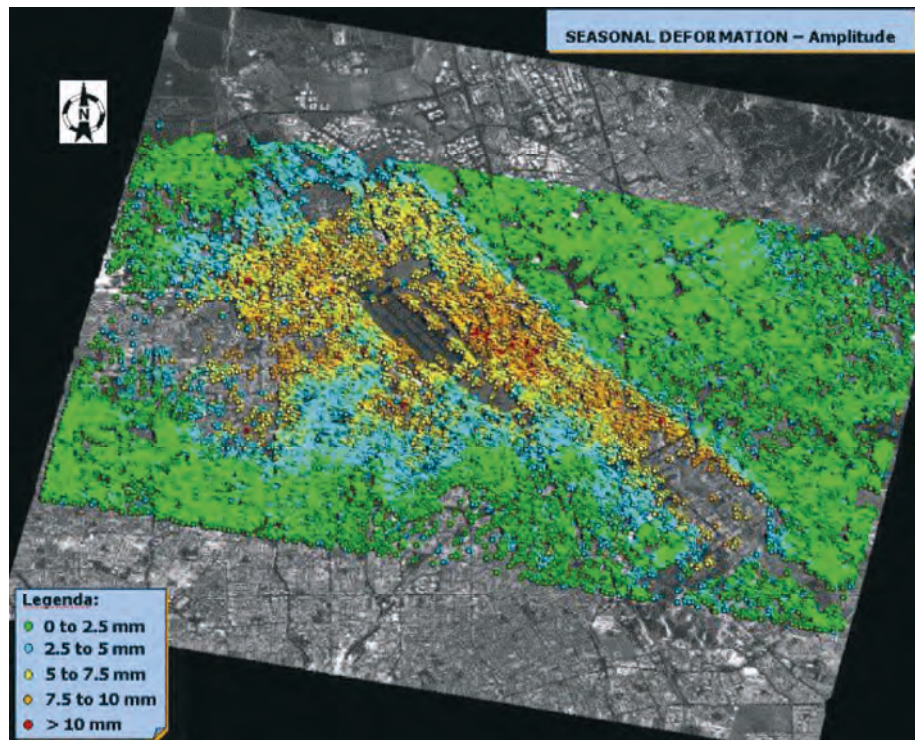 SEASONAL DEFORMATION – Amplitude
N
Legenda:
0 to 2.5 mm
2.5 to 5 mm
5 to 7.5 mm
7.5 to 10 mm
> 10 mm